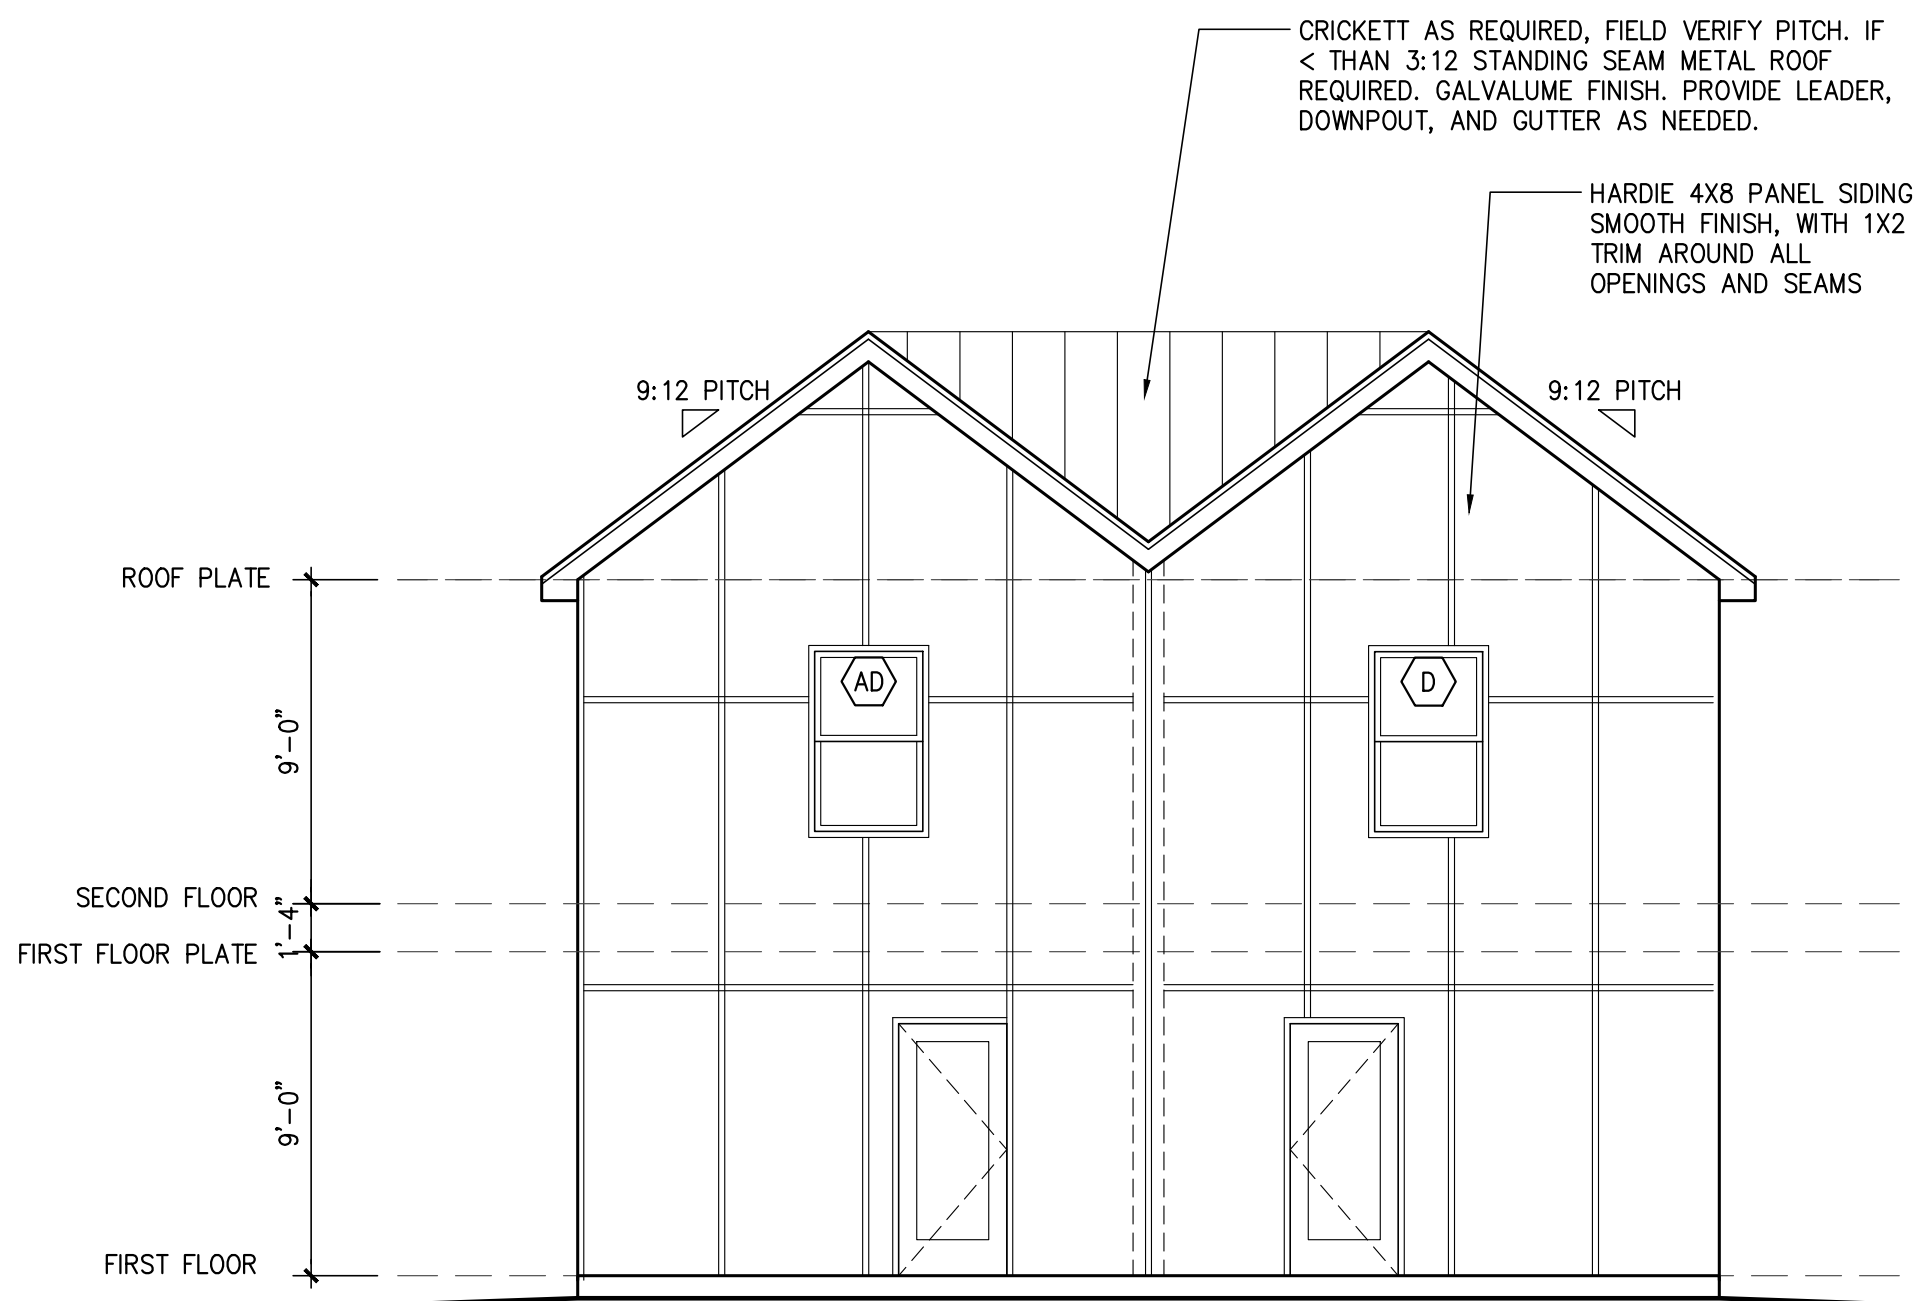 CRICKETT AS REQUIRED, FIELD VERIFY PITCH. IF
< THAN 3:12 STANDING SEAM METAL ROOF
REQUIRED. GALVALUME FINISH. PROVIDE LEADER,
DOWNPOUT, AND GUTTER AS NEEDED.
HARDIE 4X8 PANEL SIDING
SMOOTH FINISH, WITH 1X2
TRIM AROUND ALL
OPENINGS AND SEAMS
9:12 PITCH
9:12 PITCH
ROOF PLATE
AD
D
9'-0"
SECOND FLOOR
1'-4"
FIRST FLOOR PLATE
9'-0"
FIRST FLOOR